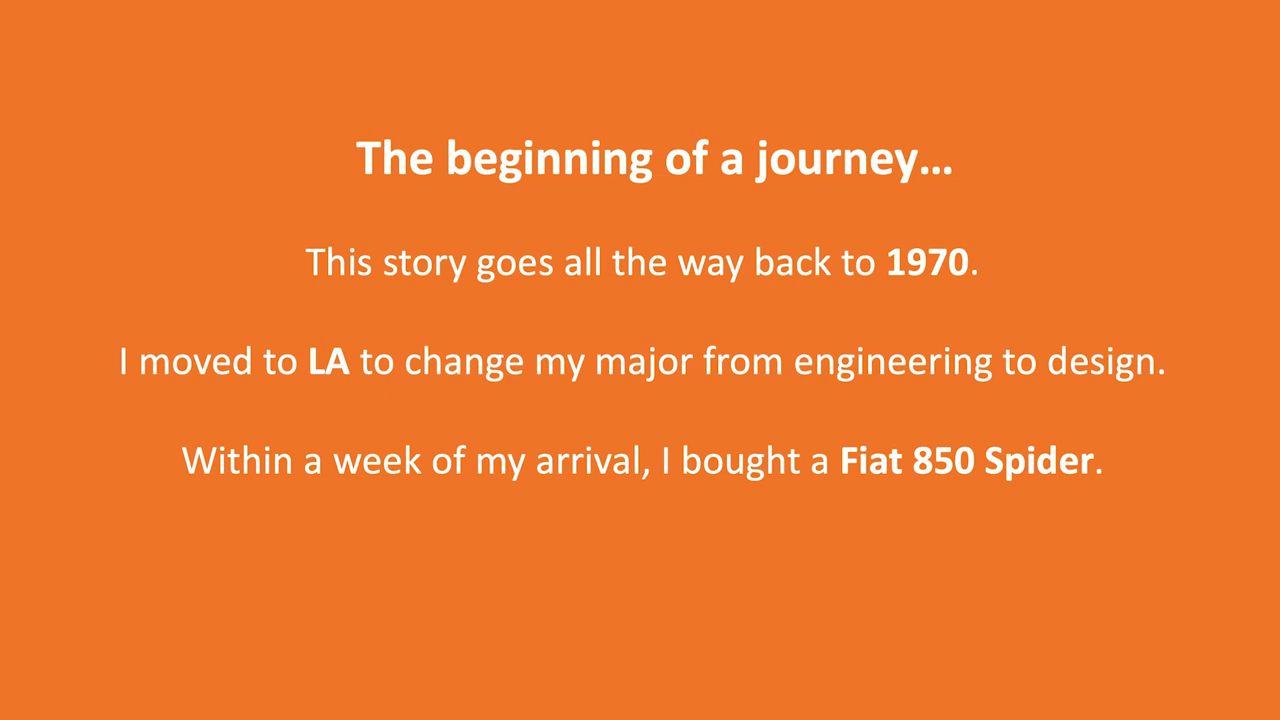 The beginning of a journey…
This story goes all the way back to 1970.
I moved to LA to change my major from engineering to design.
Within a week of my arrival, I bought a Fiat 850 Spider.